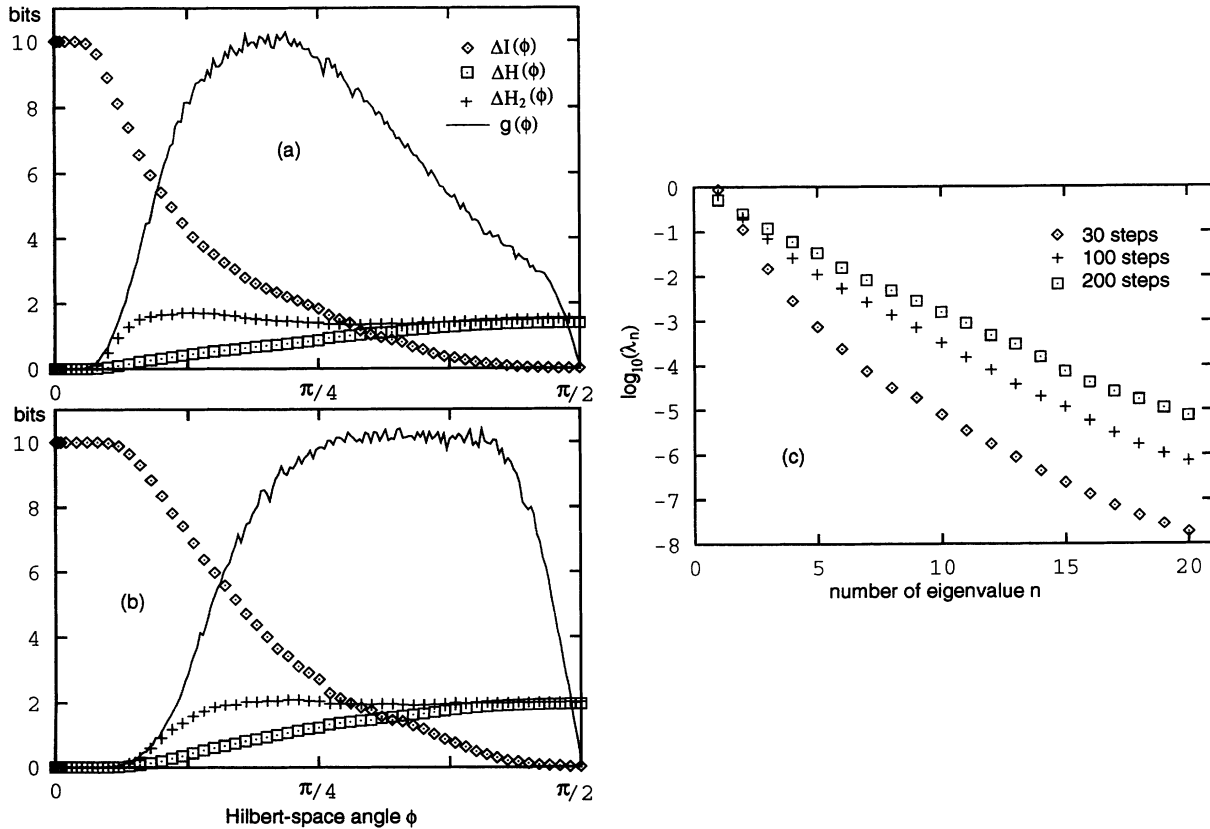 bits
10
8
6
4
2
0
◇ ΔI(ϕ)
⊡ ΔH(ϕ)
+ ΔH₂(ϕ)
— g(ϕ)
(a)
0
π/4
π/2
bits
10
8
6
4
2
0
(b)
0
π/4
π/2
Hilbert-space angle ϕ
0
-1
-2
-3
-4
-5
-6
-7
-8
log₁₀(λₙ)
◇ 30 steps
+ 100 steps
⊡ 200 steps
(c)
0
5
10
15
20
number of eigenvalue n